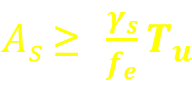 A_s ≥ γ_s/f_e T_u